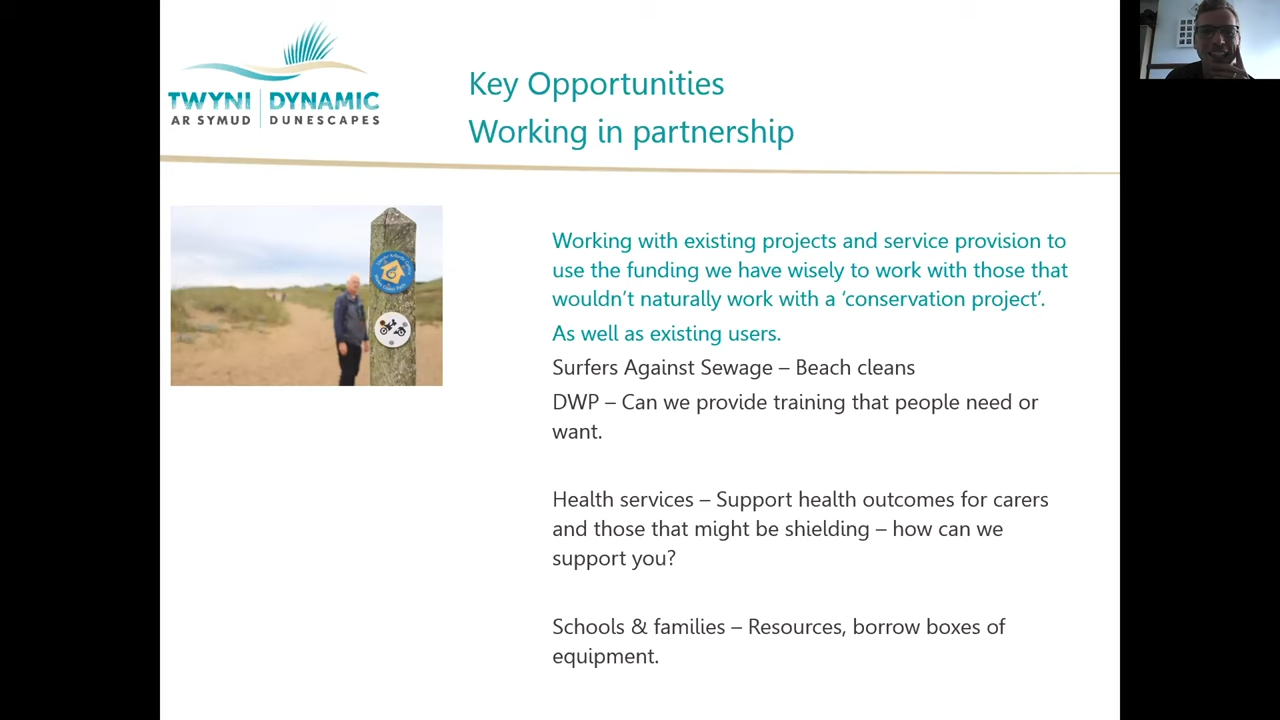 TWYNI DYNAMIC
AR SYMUD DUNESCAPES
Key Opportunities
Working in partnership
Working with existing projects and service provision to
use the funding we have wisely to work with those that
wouldn’t naturally work with a ‘conservation project’.
As well as existing users.
Surfers Against Sewage – Beach cleans
DWP – Can we provide training that people need or
want.
Health services – Support health outcomes for carers
and those that might be shielding – how can we
support you?
Schools & families – Resources, borrow boxes of
equipment.